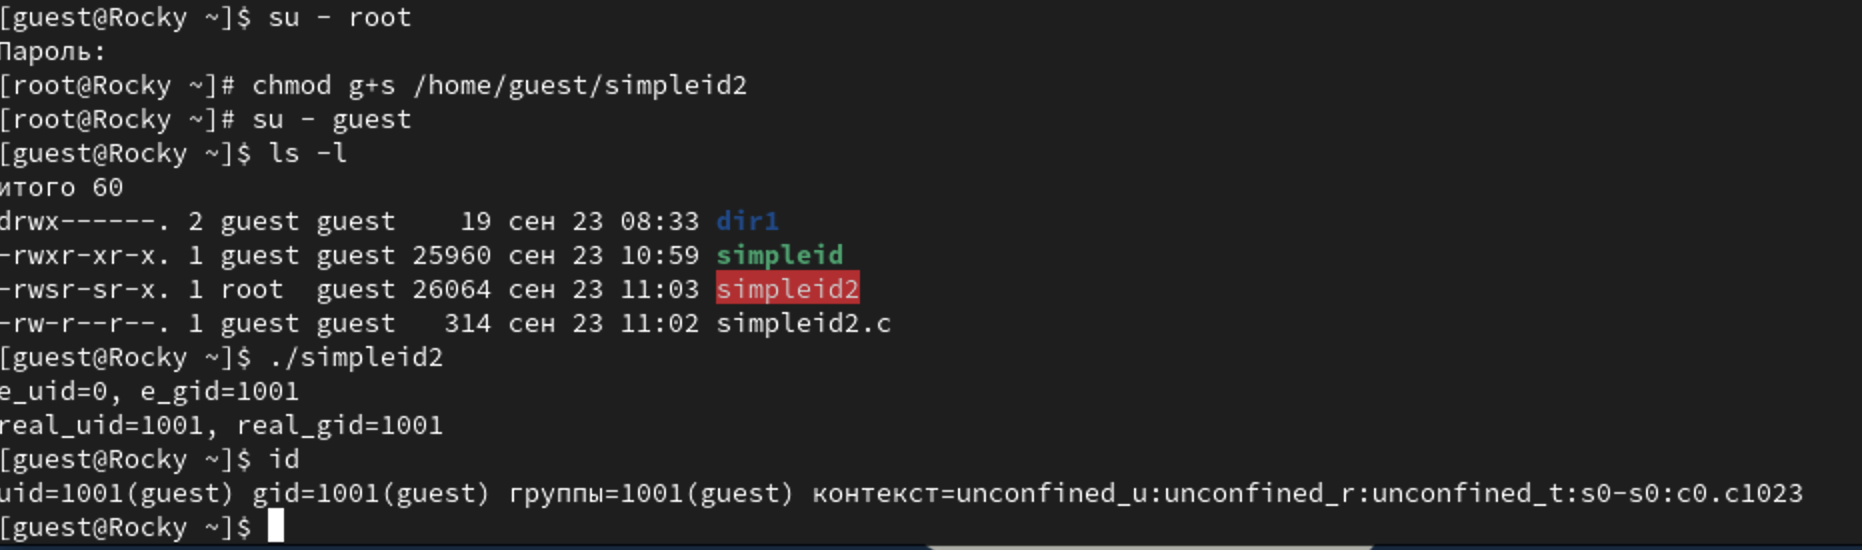 [guest@Rocky ~]$ su - root
Пароль:
[root@Rocky ~]# chmod g+s /home/guest/simpleid2
[root@Rocky ~]# su - guest
[guest@Rocky ~]$ ls -l
итого 60
drwx------. 2 guest guest    19 сен 23 08:33 dir1
-rwxr-xr-x. 1 guest guest 25960 сен 23 10:59 simpleid
-rwsr-sr-x. 1 root  guest 26064 сен 23 11:03 simpleid2
-rw-r--r--. 1 guest guest   314 сен 23 11:02 simpleid2.c
[guest@Rocky ~]$ ./simpleid2
e_uid=0, e_gid=1001
real_uid=1001, real_gid=1001
[guest@Rocky ~]$ id
uid=1001(guest) gid=1001(guest) группы=1001(guest) контекст=unconfined_u:unconfined_r:unconfined_t:s0-s0:c0.c1023
[guest@Rocky ~]$